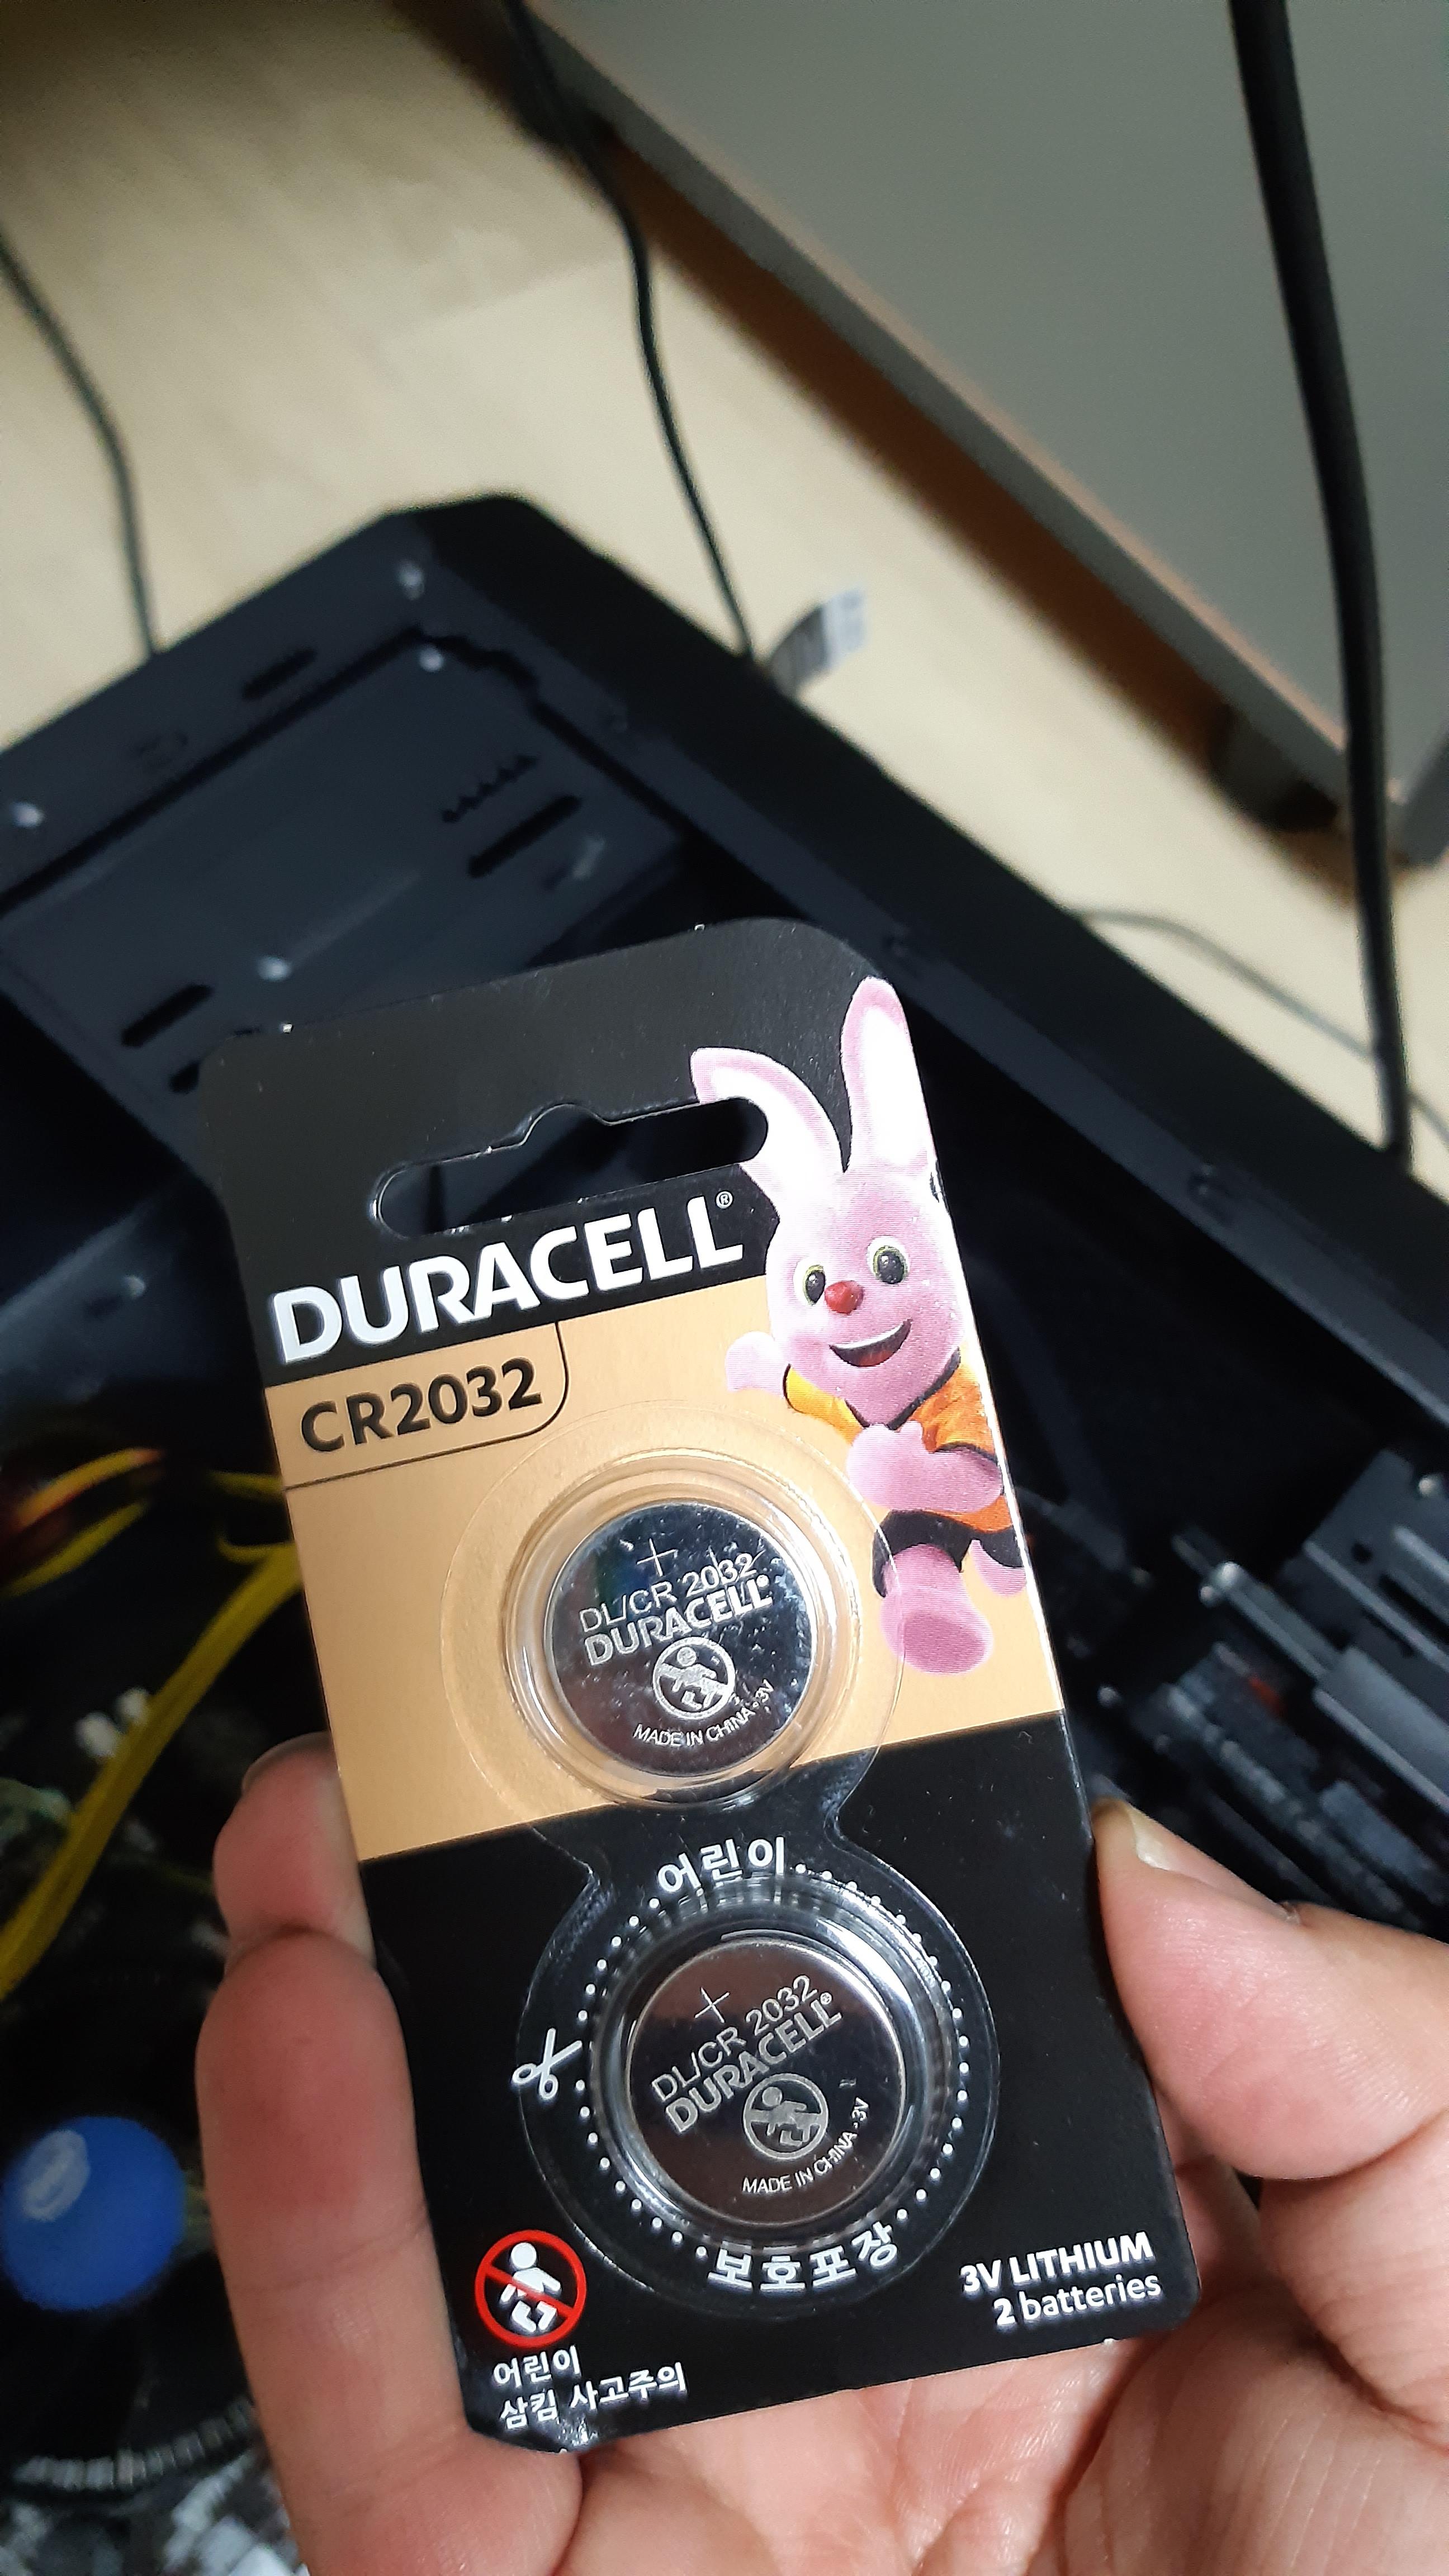 DURACELL®
CR2032
+
DL/CR 2032
DURACELL®
MADE IN CHINA • 3V
어린이
+
DL/CR 2032
DURACELL®
MADE IN CHINA • 3V
보호포장
3V LITHIUM
2 batteries
어린이
삼킴 사고주의